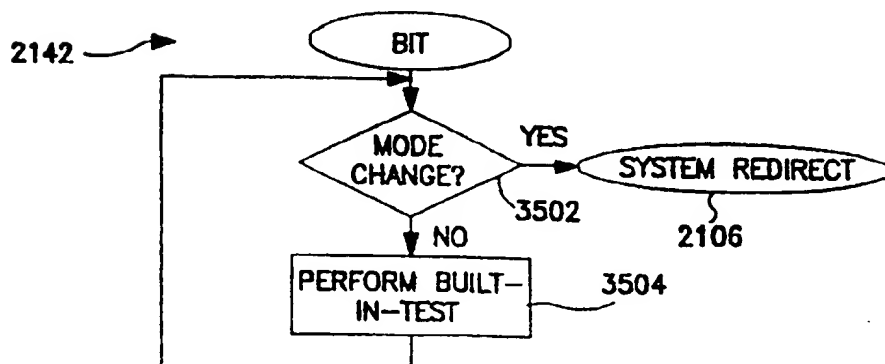 2142
BIT
MODE
CHANGE?
YES
SYSTEM REDIRECT
3502
2106
NO
PERFORM BUILT-
IN-TEST
3504